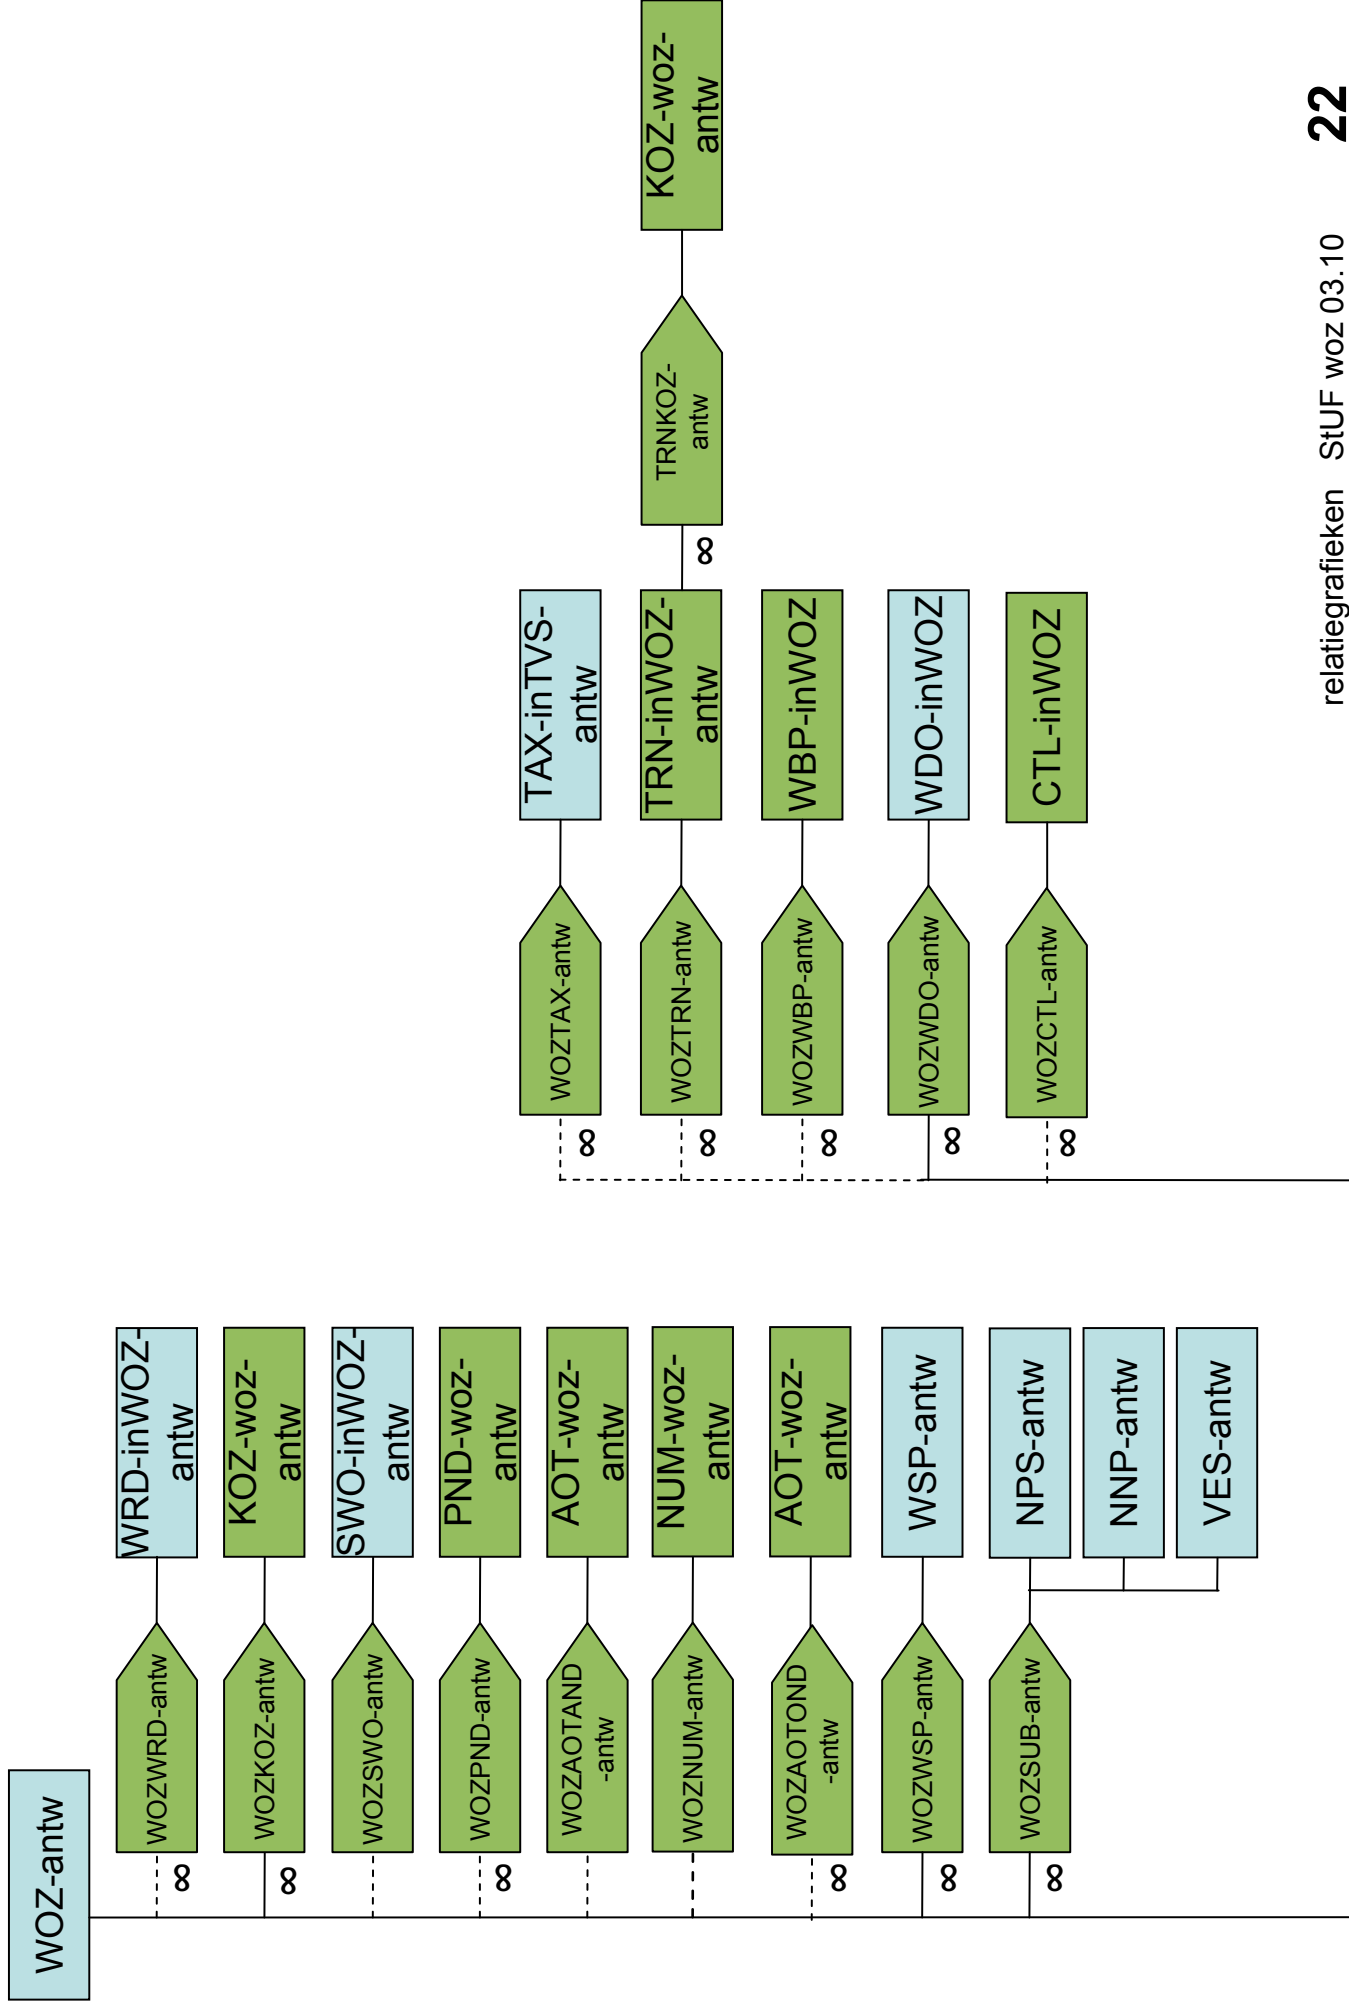 WOZ-antw
WOZWRD-antw
∞
WRD-inWOZ-
antw
WOZKOZ-antw
∞
KOZ-woz-
antw
WOZSWO-antw
SWO-inWOZ-
antw
WOZPND-antw
∞
PND-woz-
antw
WOZAOTAND
-antw
AOT-woz-
antw
WOZNUM-antw
NUM-woz-
antw
WOZAOTOND
-antw
∞
AOT-woz-
antw
WOZWSP-antw
∞
WSP-antw
WOZSUB-antw
∞
NPS-antw
NNP-antw
VES-antw
WOZTAX-antw
∞
TAX-inTVS-
antw
WOZTRN-antw
∞
TRN-inWOZ-
antw
∞
TRNKOZ-
antw
KOZ-woz-
antw
WOZWBP-antw
∞
WBP-inWOZ
WOZWDO-antw
∞
WDO-inWOZ
WOZCTL-antw
∞
CTL-inWOZ
relatiegrafieken StUF woz 03.10
22